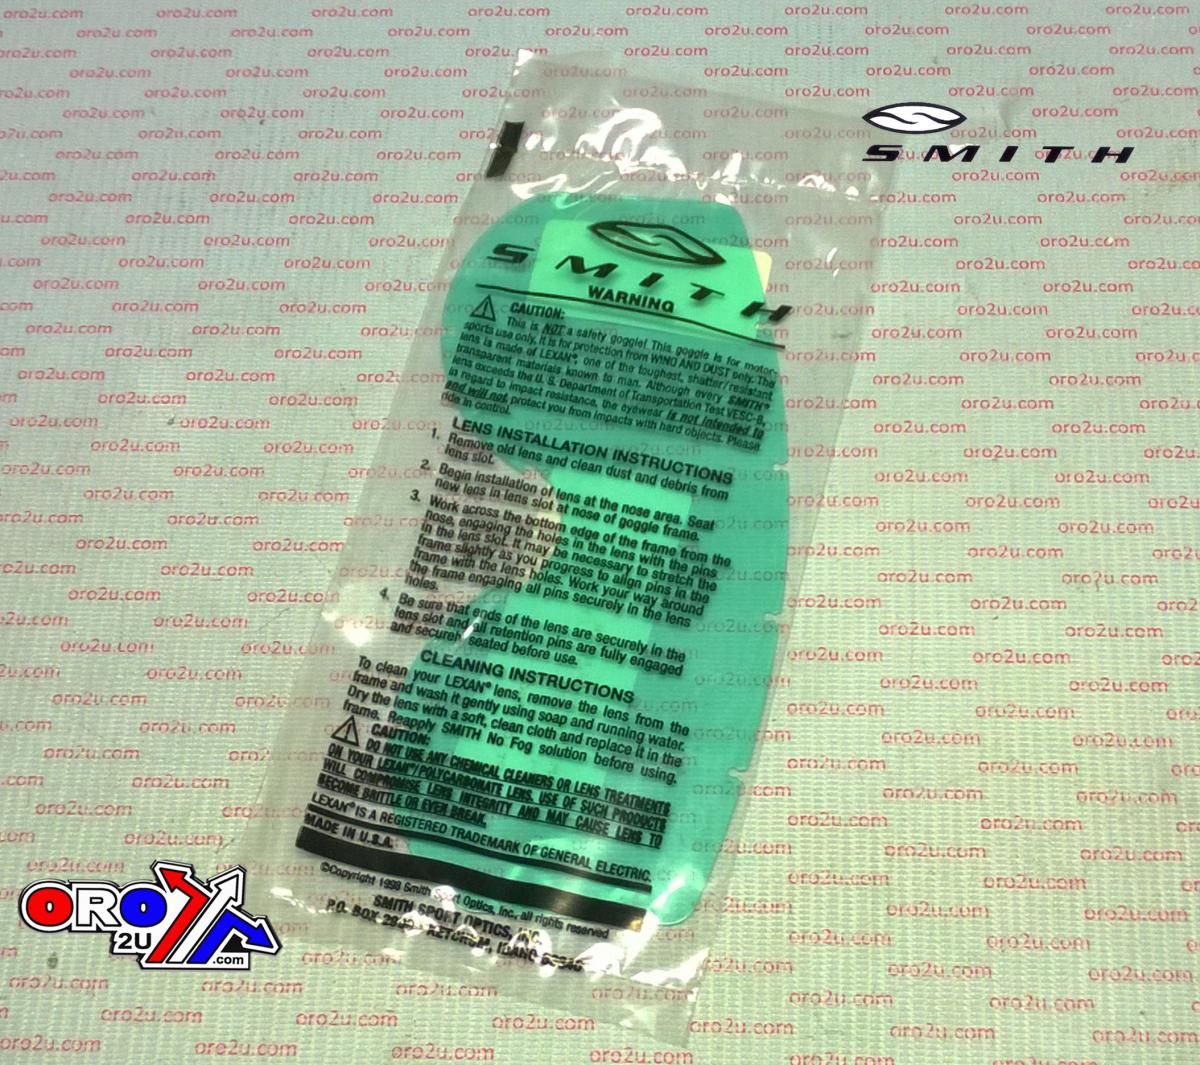 SMITH
SMITH
WARNING
CAUTION:
This is NOT a safety goggle! This goggle is for motor-
sports use only, it is for protection from WIND AND DUST only. The
lens is made of LEXAN®, one of the toughest, shatter/resistant
transparent materials known to man. Although every SMITH®
lens exceeds the U. S. Department of Transportation Test VESC-8,
in regard to impact resistance, the eyewear is not intended to
and will not protect you from impacts with hard objects. Please
ride in control.
LENS INSTALLATION INSTRUCTIONS
1. Remove old lens and clean dust and debris from
lens slot.
2. Begin installation of lens at the nose area. Seat
new lens in lens slot at nose of goggle frame.
3. Work across the bottom edge of the frame from the
nose, engaging the holes in the lens with the pins
in the lens slot. It may be necessary to stretch the
frame slightly as you progress to align pins in the
frame with the lens holes. Work your way around
the frame engaging all pins securely in the lens
holes.
4. Be sure that ends of the lens are securely in the
lens slot and all retention pins are fully engaged
and securely seated before use.
CLEANING INSTRUCTIONS
To clean your LEXAN® lens, remove the lens from the
frame and wash it gently using soap and running water.
Dry the lens with a soft, clean cloth and replace it in the
frame. Reapply SMITH No Fog solution before using.
CAUTION:
DO NOT USE ANY CHEMICAL CLEANERS OR LENS TREATMENTS
ON YOUR LEXAN®/POLYCARBONATE LENS. USE OF SUCH PRODUCTS
WILL COMPROMISE LENS INTEGRITY AND MAY CAUSE LENS TO
BECOME BRITTLE OR EVEN BREAK.
LEXAN® IS A REGISTERED TRADEMARK OF GENERAL ELECTRIC.
MADE IN U.S.A.
©Copyright 1998 Smith Sport Optics, Inc. all rights reserved
SMITH SPORT OPTICS, INC.
P.O. BOX KETCHUM, IDAHO
ORO
2U
.com